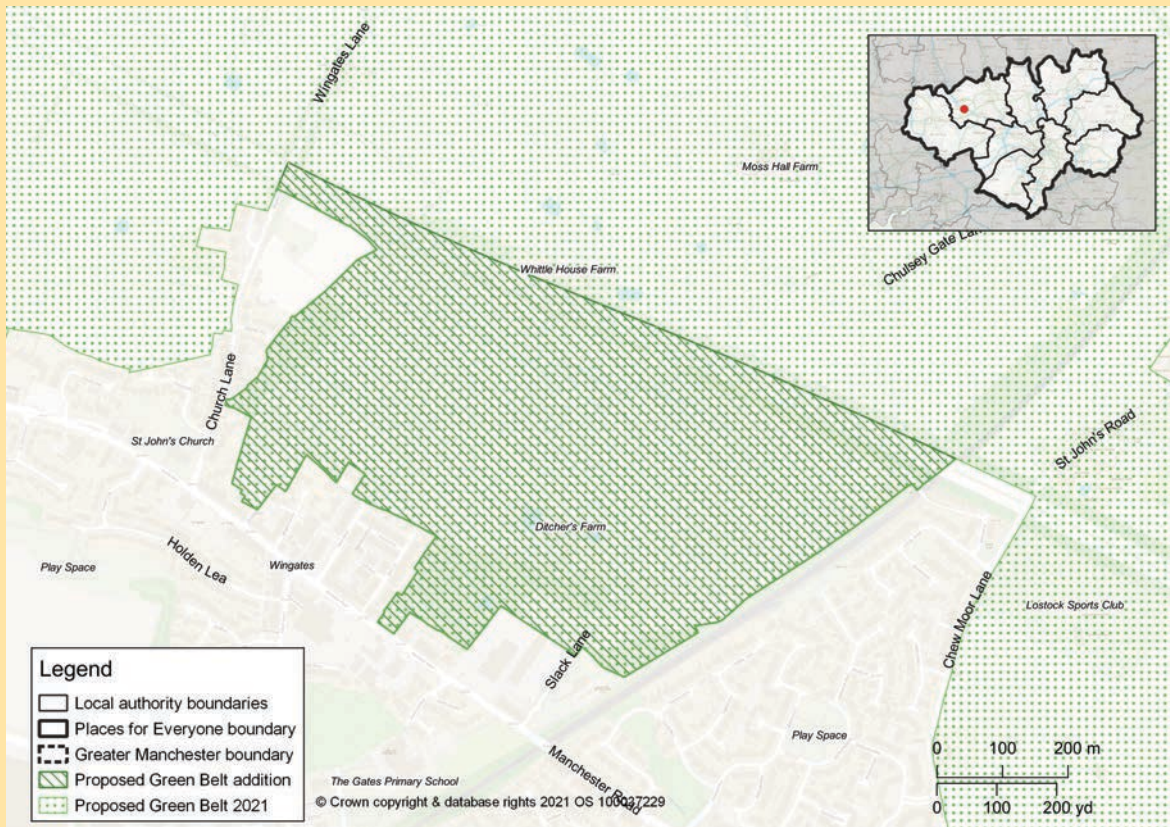 Wingates Lane
Moss Hall Farm
Chulsey Gate Lan
Whittle House Farm
Church Lane
St John's Church
St John's Road
Ditcher's Farm
Holden Lea
Play Space
Wingates
Chew Moor Lane
Lostock Sports Club
Slack Lane
Play Space
Manchester Road
The Gates Primary School
Legend
Local authority boundaries
Places for Everyone boundary
Greater Manchester boundary
Proposed Green Belt addition
Proposed Green Belt 2021
© Crown copyright & database rights 2021 OS 100037229
0 100 200 m
0 100 200 yd